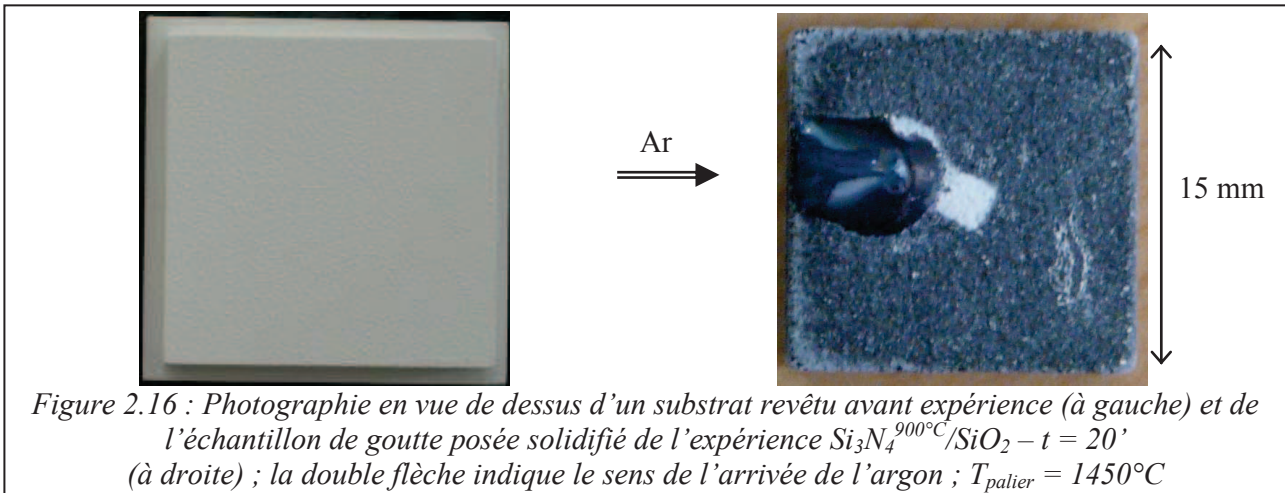 Ar
15 mm
Figure 2.16 : Photographie en vue de dessus d’un substrat revêtu avant expérience (à gauche) et de
l’échantillon de goutte posée solidifié de l’expérience Si₃N₄⁹⁰⁰°ᶜ/SiO₂ – t = 20’
(à droite) ; la double flèche indique le sens de l’arrivée de l’argon ; Tpalier = 1450°C